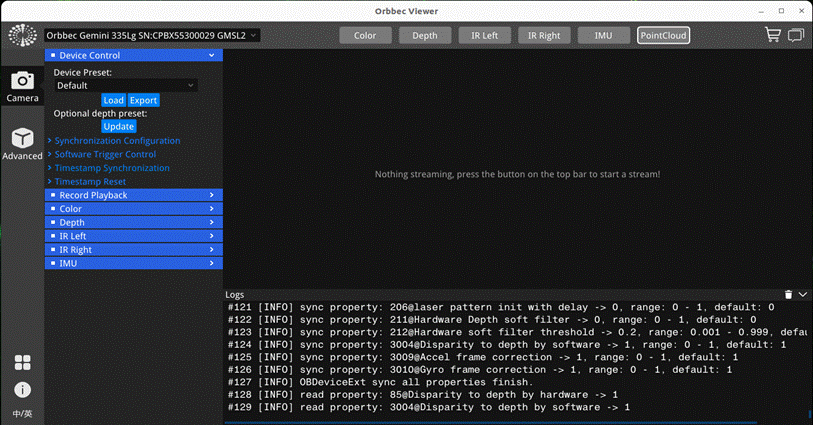 Orbbec Viewer
Orbbec Gemini 335Lg SN:CPBX55300029 GMSL2
Color
Depth
IR Left
IR Right
IMU
PointCloud
Camera
Advanced
中/英
Device Control
Device Preset:
Default
Load
Export
Optional depth preset:
Update
Synchronization Configuration
Software Trigger Control
Timestamp Synchronization
Timestamp Reset
Record Playback
Color
Depth
IR Left
IR Right
IMU
Nothing streaming, press the button on the top bar to start a stream!
Logs
#121 [INFO] sync property: 206@laser pattern init with delay -> 0, range: 0 - 1, default: 0
#122 [INFO] sync property: 211@Hardware Depth soft filter -> 0, range: 0 - 1, default: 0
#123 [INFO] sync property: 212@Hardware soft filter threshold -> 0.2, range: 0.001 - 0.999, defau
#124 [INFO] sync property: 3004@Disparity to depth by software -> 1, range: 0 - 1, default: 1
#125 [INFO] sync property: 3009@Accel frame correction -> 1, range: 0 - 1, default: 1
#126 [INFO] sync property: 3010@Gyro frame correction -> 1, range: 0 - 1, default: 1
#127 [INFO] OBDeviceExt sync all properties finish.
#128 [INFO] read property: 85@Disparity to depth by hardware -> 1
#129 [INFO] read property: 3004@Disparity to depth by software -> 1